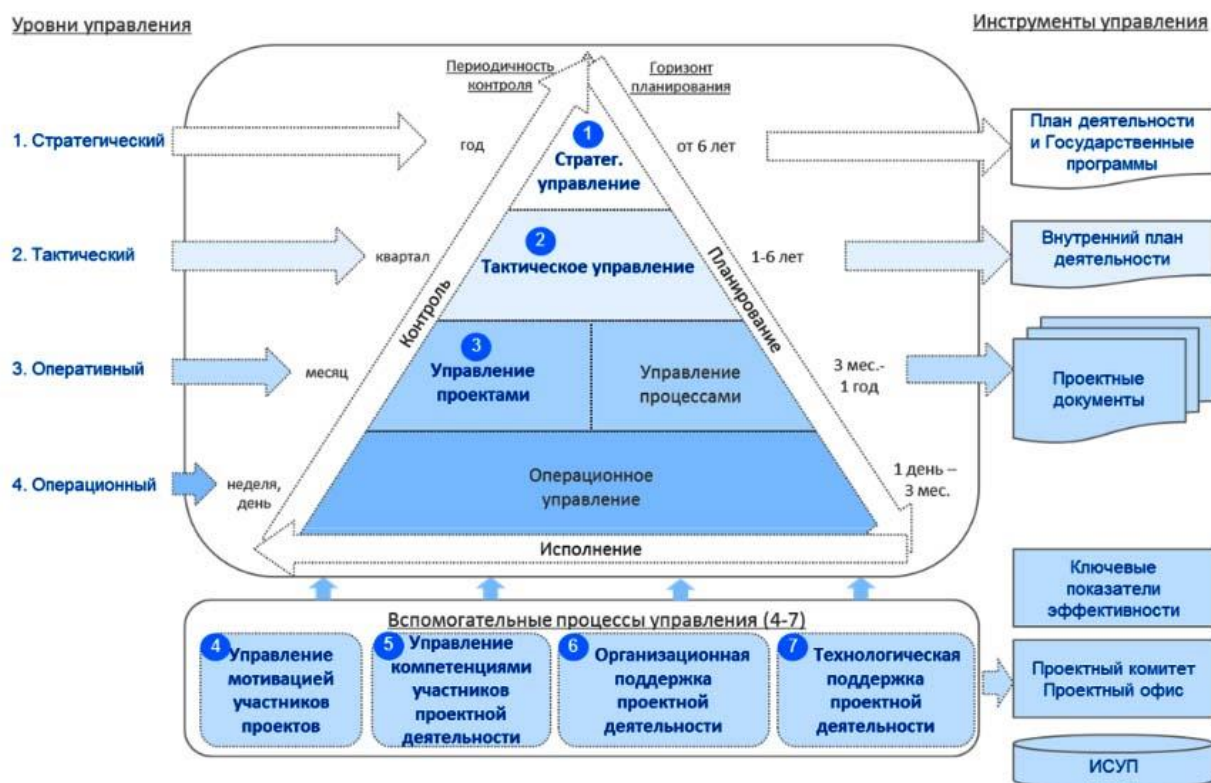 Уровни управления
Инструменты управления
Периодичность
контроля
Горизонт
планирования
1. Стратегический
год
1
Стратег.
управление
от 6 лет
План деятельности
и Государственные
программы
2. Тактический
квартал
2
Тактическое управление
1-6 лет
Внутренний план
деятельности
Контроль
Планирование
3. Оперативный
месяц
3
Управление
проектами
Управление
процессами
3 мес.-
1 год
Проектные
документы
4. Операционный
неделя,
день
Операционное
управление
1 день –
3 мес.
Исполнение
Ключевые
показатели
эффективности
Вспомогательные процессы управления (4-7)
4
Управление
мотивацией
участников
проектов
5
Управление
компетенциями
участников
проектной
деятельности
6
Организационная
поддержка
проектной
деятельности
7
Технологическая
поддержка
проектной
деятельности
Проектный комитет
Проектный офис
ИСУП